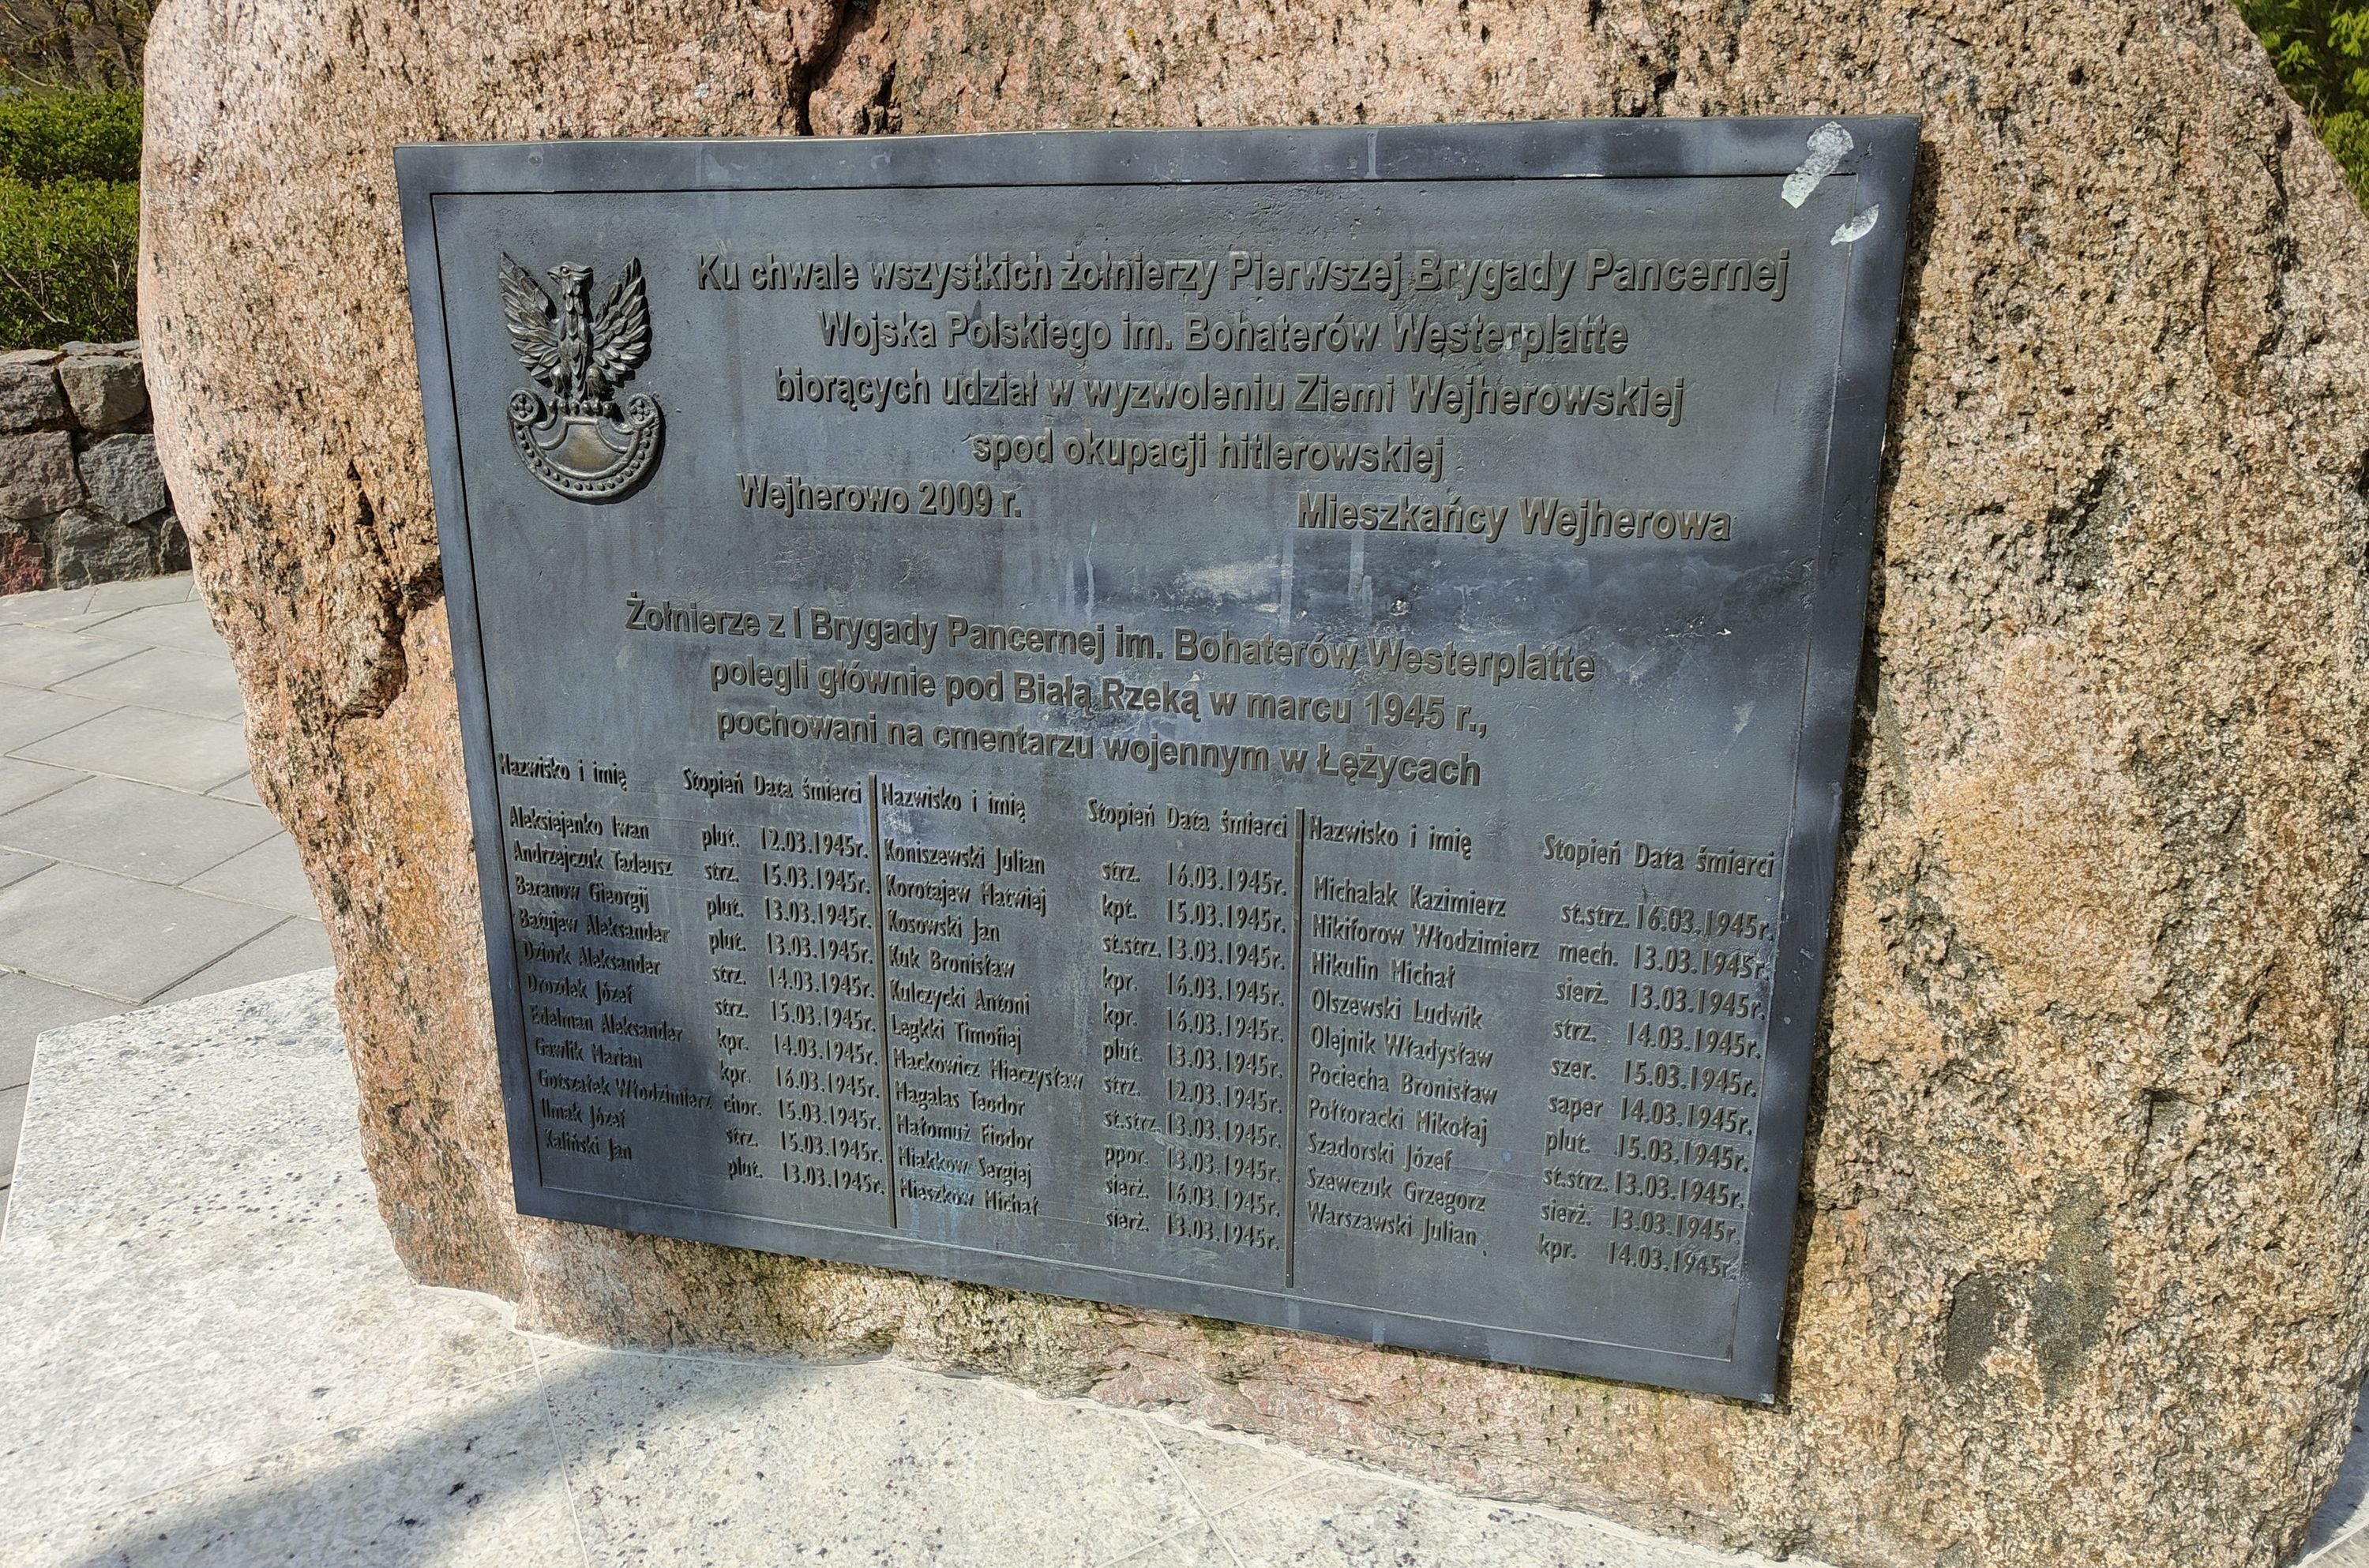 Ku chwale wszystkich żołnierzy Pierwszej Brygady Pancernej
Wojska Polskiego im. Bohaterów Westerplatte
biorących udział w wyzwoleniu Ziemi Wejherowskiej
spod okupacji hitlerowskiej
Wejherowo 2009 r. Mieszkańcy Wejherowa
Żołnierze z I Brygady Pancernej im. Bohaterów Westerplatte
polegli głównie pod Białą Rzeką w marcu 1945 r.,
pochowani na cmentarzu wojennym w Łężycach
Nazwisko i imię Stopień Data śmierci
Aleksiejenko Iwan plut. 12.03.1945r.
Andrzejczuk Tadeusz strz. 15.03.1945r.
Baranow Gieorgij plut. 13.03.1945r.
Batujew Aleksander plut. 13.03.1945r.
Dziurk Aleksander strz. 14.03.1945r.
Drozdek Józef strz. 15.03.1945r.
Edelman Aleksander kpr. 14.03.1945r.
Gawlik Marian kpr. 16.03.1945r.
Gotszałek Włodzimierz chor. 15.03.1945r.
Ilmak Józef strz. 15.03.1945r.
Kaliński Jan plut. 13.03.1945r.
Nazwisko i imię Stopień Data śmierci
Koniszewski Julian strz. 16.03.1945r.
Korotajew Matwiej kpt. 15.03.1945r.
Kosowski Jan st.strz. 13.03.1945r.
Kuk Bronisław kpr. 16.03.1945r.
Kulczycki Antoni kpr. 16.03.1945r.
Legkki Timofiej plut. 13.03.1945r.
Mackowicz Mieczysław strz. 12.03.1945r.
Magalas Teodor st.strz. 13.03.1945r.
Małomuż Fiodor ppor. 13.03.1945r.
Miakkow Sergiej sierż. 16.03.1945r.
Mieszkow Michał sierż. 13.03.1945r.
Nazwisko i imię Stopień Data śmierci
Michalak Kazimierz st.strz. 16.03.1945r.
Nikiforow Włodzimierz mech. 13.03.1945r.
Nikulin Michał sierż. 13.03.1945r.
Olszewski Ludwik strz. 14.03.1945r.
Olejnik Władysław szer. 15.03.1945r.
Pociecha Bronisław saper 14.03.1945r.
Połtoracki Mikołaj plut. 15.03.1945r.
Szadorski Józef st.strz. 13.03.1945r.
Szewczuk Grzegorz sierż. 13.03.1945r.
Warszawski Julian kpr. 14.03.1945r.